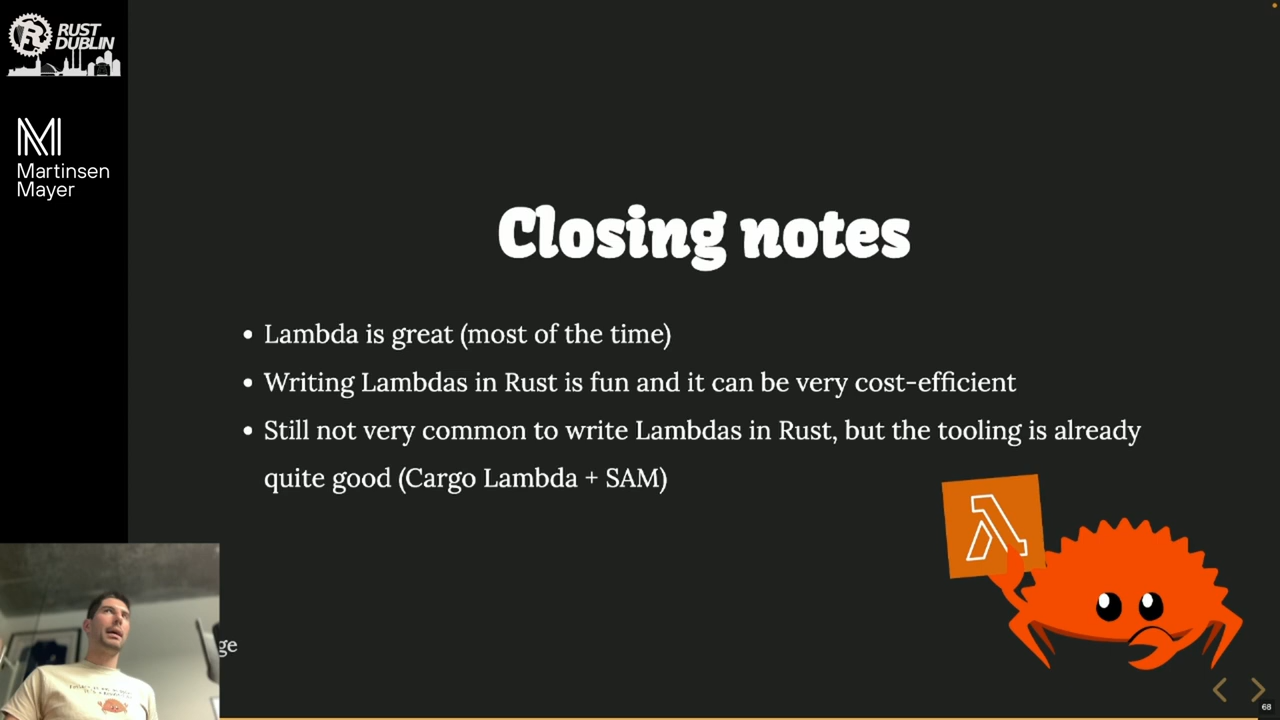 RUST
DUBLIN
Martinsen
Mayer
Closing notes
• Lambda is great (most of the time)
• Writing Lambdas in Rust is fun and it can be very cost-efficient
• Still not very common to write Lambdas in Rust, but the tooling is already
quite good (Cargo Lambda + SAM)
λ
ge
68